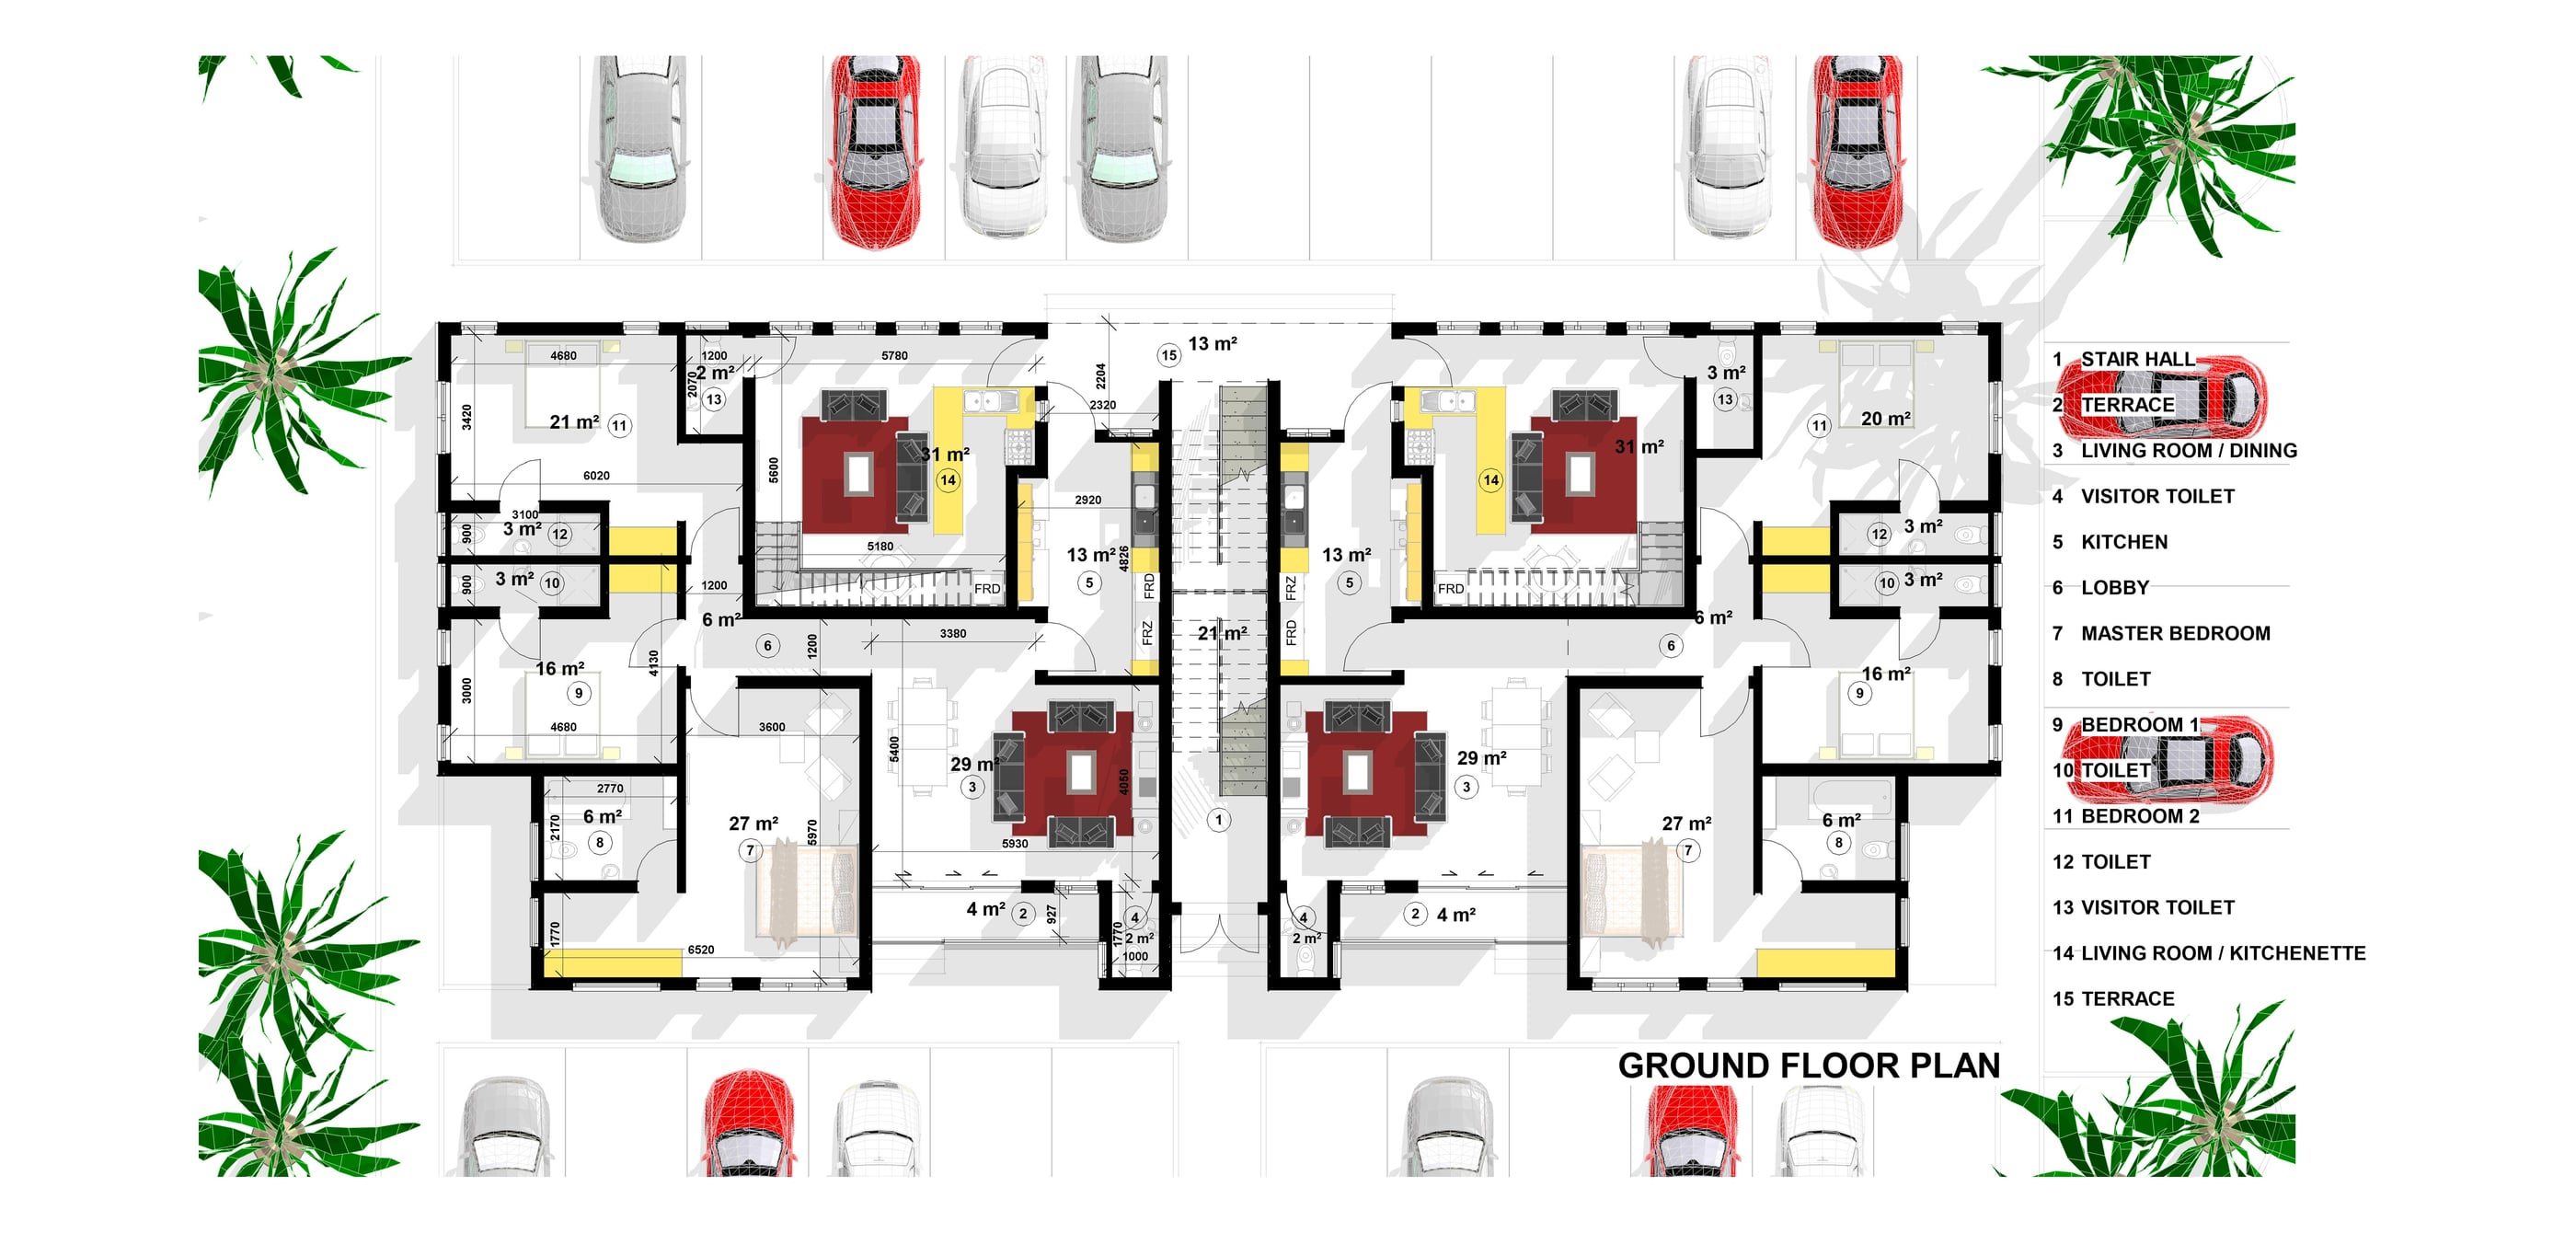 13 m²
15
2204
2320
4680
1200
5780
2 m²
2070
13
3420
21 m²
11
6020
5600
31 m²
14
2920
3100
3 m²
12
900
5180
13 m²
4826
5
3 m²
10
900
1200
FRD
FRD
FRZ
6 m²
6
1200
3380
16 m²
9
4130
3000
4680
3600
5400
29 m²
3
4050
2770
6 m²
2170
8
27 m²
7
5970
5930
4 m²
2
927
4
1770
2 m²
1000
1770
6520
21 m²
1
31 m²
14
3 m²
13
20 m²
11
13 m²
5
FRZ
FRD
FRD
12
3 m²
10
3 m²
6 m²
6
16 m²
9
29 m²
3
27 m²
7
6 m²
8
4
2 m²
2
4 m²
1 STAIR HALL
2 TERRACE
3 LIVING ROOM / DINING
4 VISITOR TOILET
5 KITCHEN
6 LOBBY
7 MASTER BEDROOM
8 TOILET
9 BEDROOM 1
10 TOILET
11 BEDROOM 2
12 TOILET
13 VISITOR TOILET
14 LIVING ROOM / KITCHENETTE
15 TERRACE
GROUND FLOOR PLAN